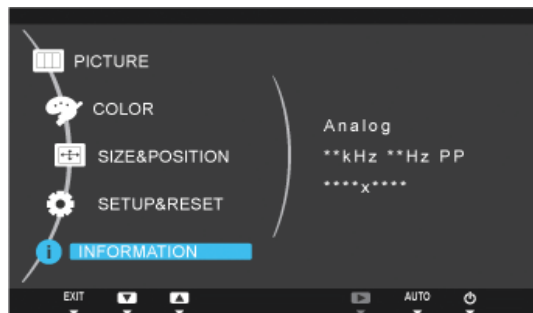 PICTURE
COLOR
SIZE&POSITION
SETUP&RESET
INFORMATION
Analog
**kHz **Hz PP
****x****
EXIT
AUTO